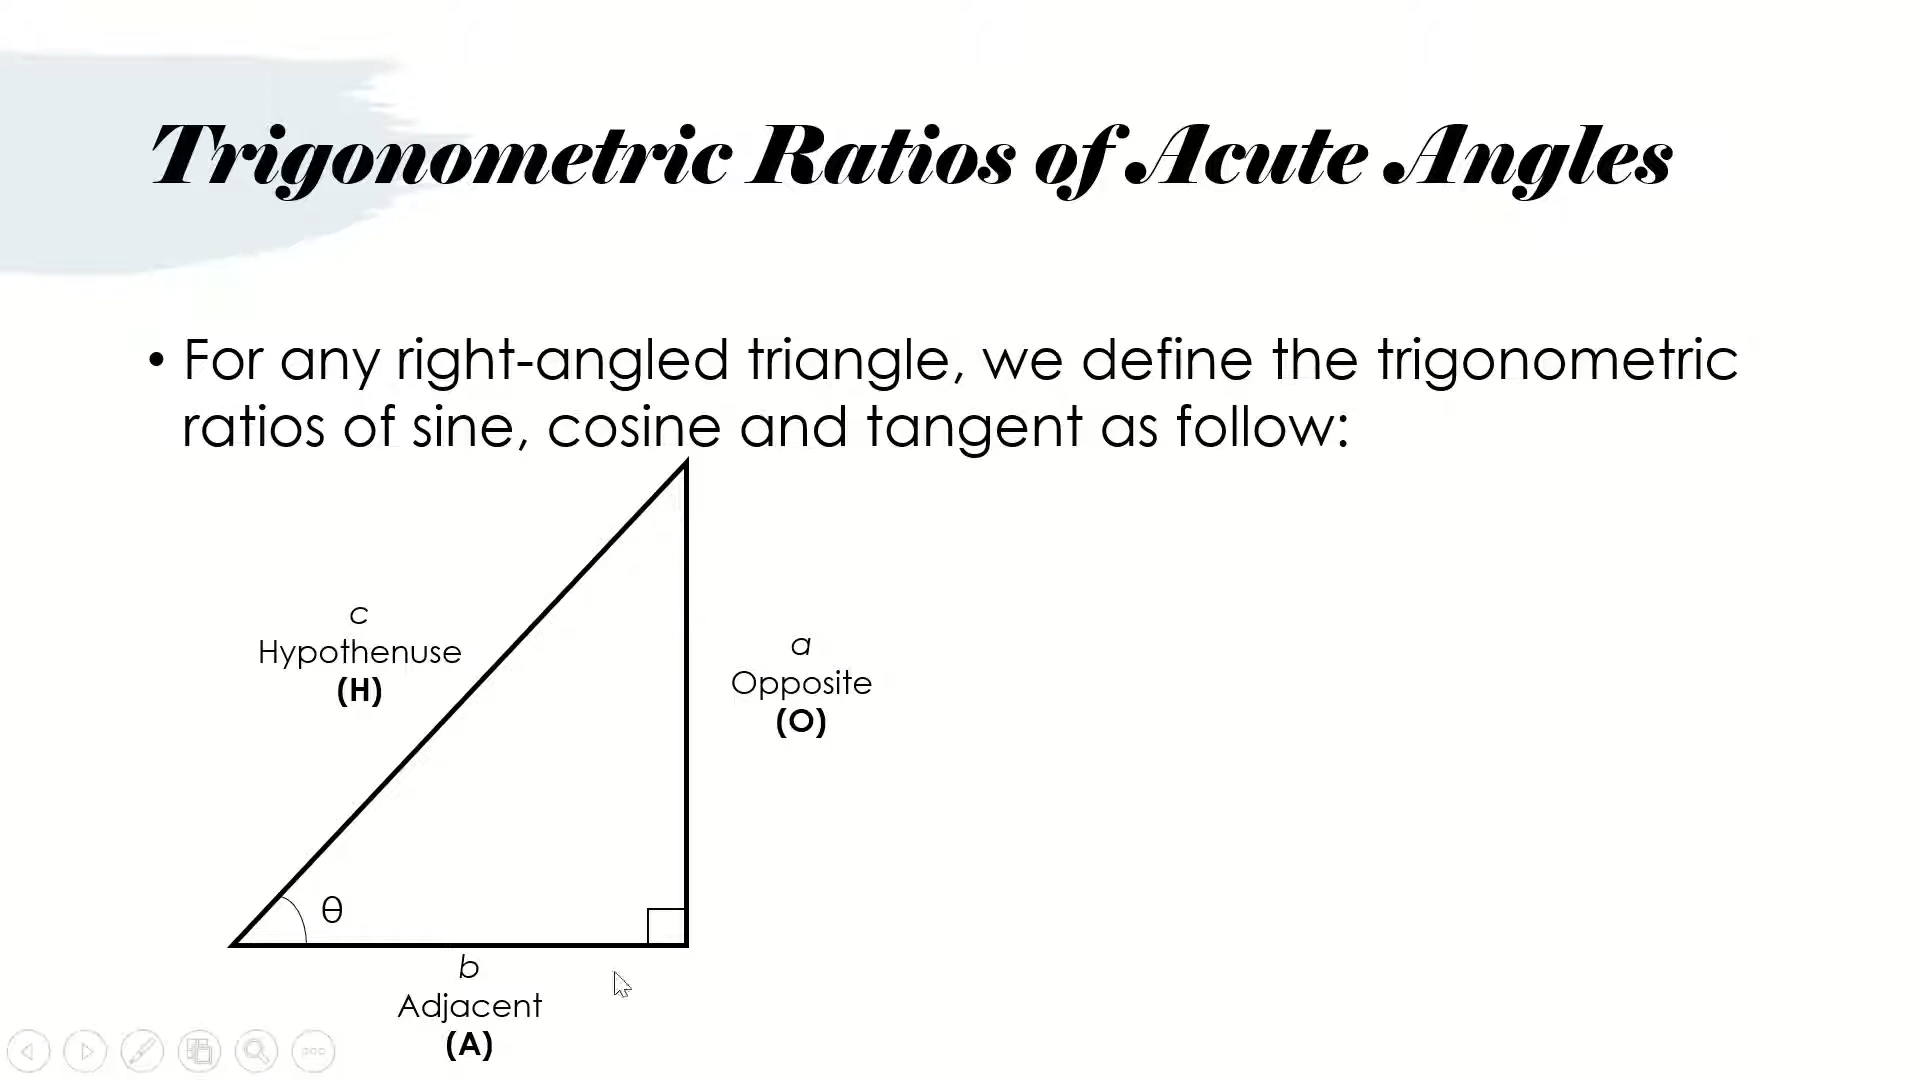 Trigonometric Ratios of Acute Angles
• For any right-angled triangle, we define the trigonometric
ratios of sine, cosine and tangent as follow:
c
Hypothenuse
(H)
a
Opposite
(O)
θ
b
Adjacent
(A)